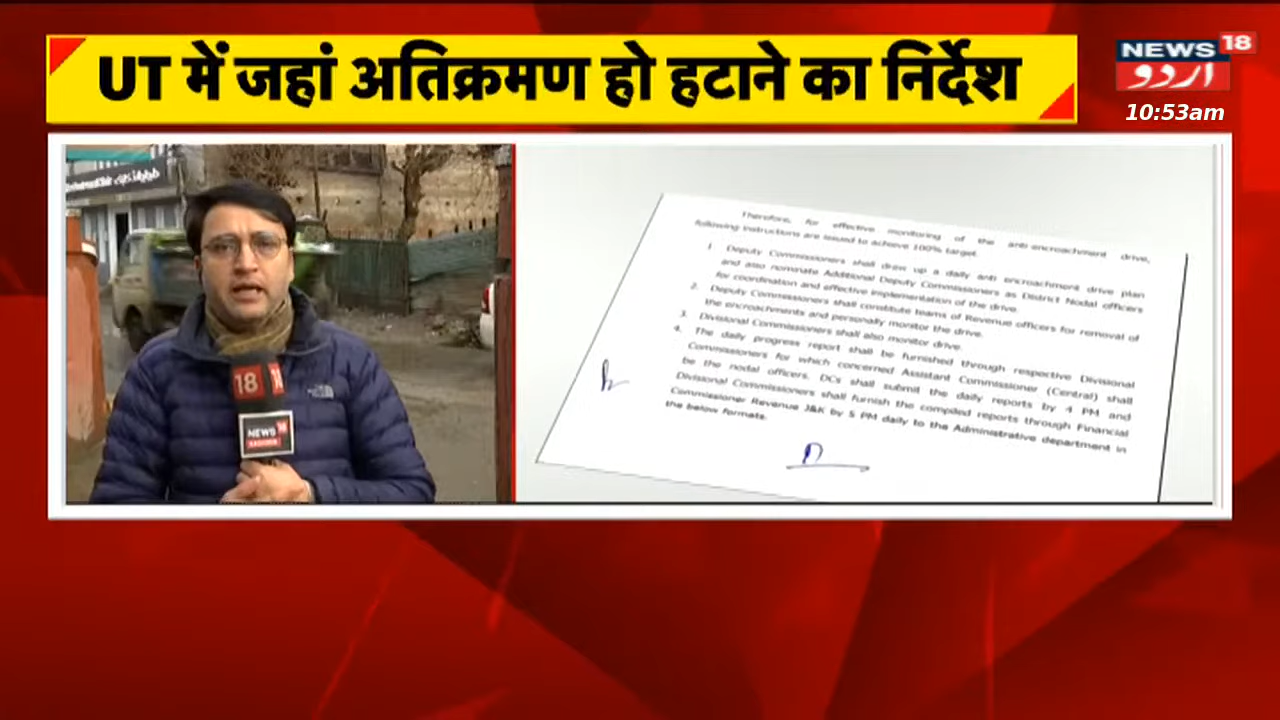 UT में जहां अतिक्रमण हो हटाने का निर्देश
NEWS 18
اردو
10:53am
18
NEWS 18
KASHMIR
Therefore, for effective monitoring of the anti-encroachment drive,
following instructions are issued to achieve 100% target.
1. Deputy Commissioners shall draw up a daily anti encroachment drive plan
and also nominate Additional Deputy Commissioners as District Nodal officers
for coordination and effective implementation of the drive.
2. Deputy Commissioners shall constitute teams of Revenue officers for removal of
the encroachments and personally monitor the drive.
3. Divisional Commissioners shall also monitor drive.
4. The daily progress report shall be furnished through respective Divisional
Commissioners for which concerned Assistant Commissioner (Central) shall
be the nodal officers. DCs shall submit the daily reports by 4 PM and
Divisional Commissioners shall furnish the compiled reports through Financial
Commissioner Revenue J&K by 5 PM daily to the Administrative department in
the below formats.